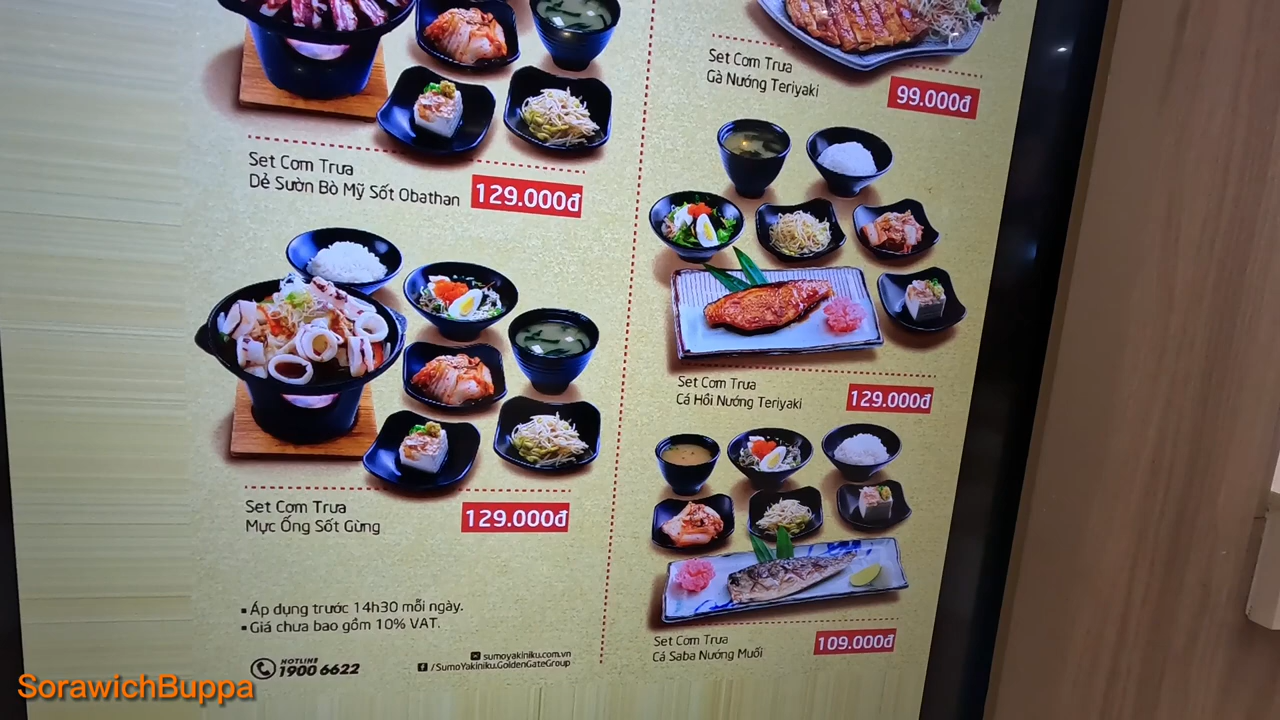 Set Cơm Trưa
Dẻ Sườn Bò Mỹ Sốt Obathan
129.000đ
Set Cơm Trưa
Mực Ống Sốt Gừng
129.000đ
▪ Áp dụng trước 14h30 mỗi ngày.
▪ Giá chưa bao gồm 10% VAT.
HOTLINE
1900 6622
sumoyakiniku.com.vn
/SumoYakiniku.GoldenGateGroup
Set Cơm Trưa
Gà Nướng Teriyaki
99.000đ
Set Cơm Trưa
Cá Hồi Nướng Teriyaki
129.000đ
Set Cơm Trưa
Cá Saba Nướng Muối
109.000đ
SorawichBuppa